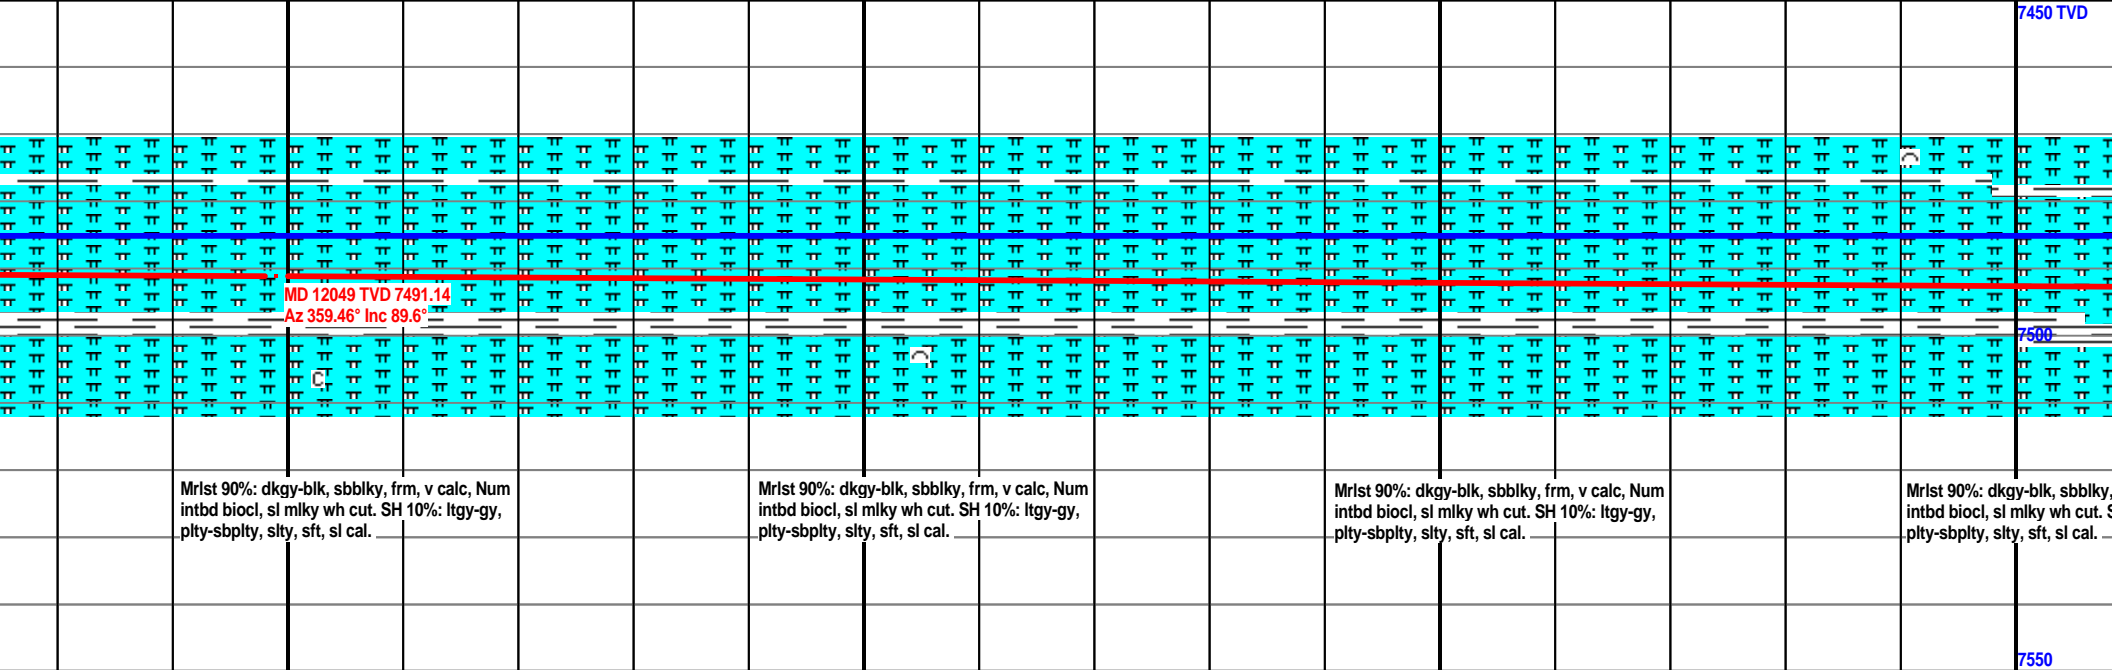 7450 TVD
MD 12049 TVD 7491.14
Az 359.46° Inc 89.6°
7500
Mrlst 90%: dkgy-blk, sbblky, frm, v calc, Num
intbd biocl, sl mlky wh cut. SH 10%: ltgy-gy,
plty-sbplty, slty, sft, sl cal.
Mrlst 90%: dkgy-blk, sbblky, frm, v calc, Num
intbd biocl, sl mlky wh cut. SH 10%: ltgy-gy,
plty-sbplty, slty, sft, sl cal.
Mrlst 90%: dkgy-blk, sbblky, frm, v calc, Num
intbd biocl, sl mlky wh cut. SH 10%: ltgy-gy,
plty-sbplty, slty, sft, sl cal.
Mrlst 90%: dkgy-blk, sbblky,
intbd biocl, sl mlky wh cut. S
plty-sbplty, slty, sft, sl cal.
7550